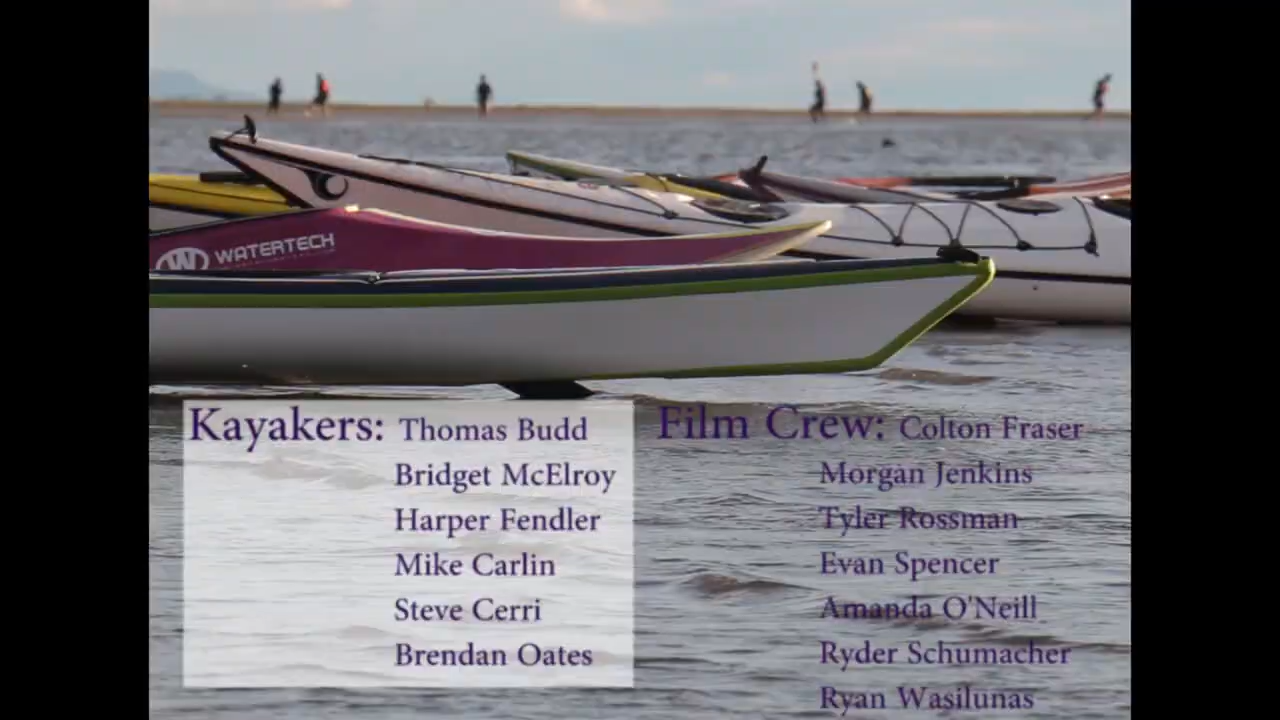 W WATERTECH
Kayakers: Thomas Budd
Bridget McElroy
Harper Fendler
Mike Carlin
Steve Cerri
Brendan Oates
Film Crew: Colton Fraser
Morgan Jenkins
Tyler Rossman
Evan Spencer
Amanda O'Neill
Ryder Schumacher
Ryan Wasilunas